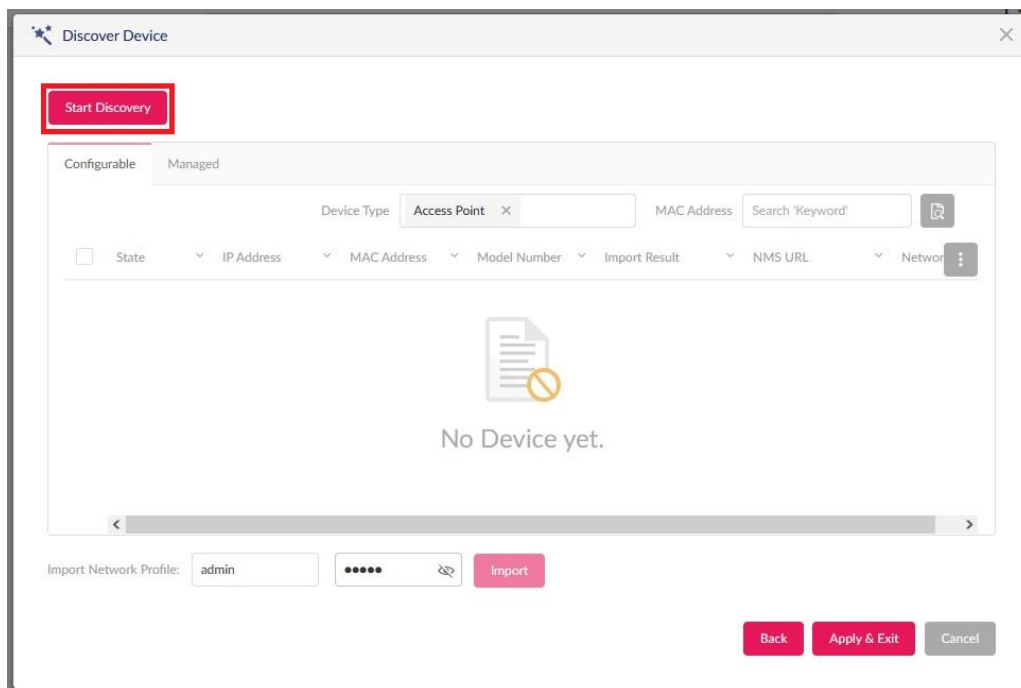 Discover Device
Start Discovery
Configurable Managed
Device Type Access Point MAC Address Search 'Keyword'
State IP Address MAC Address Model Number Import Result NMS URL Networ
No Device yet.
Import Network Profile: admin ••••• Import
Back Apply & Exit Cancel